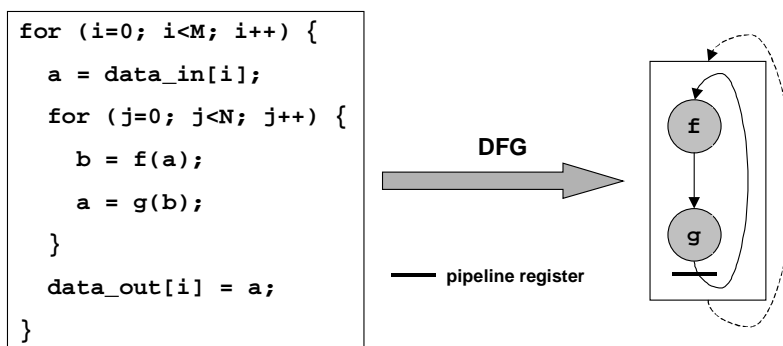 for (i=0; i<M; i++) {
a = data_in[i];
for (j=0; j<N; j++) {
b = f(a);
a = g(b);
}
data_out[i] = a;
}
DFG
pipeline register
f
g